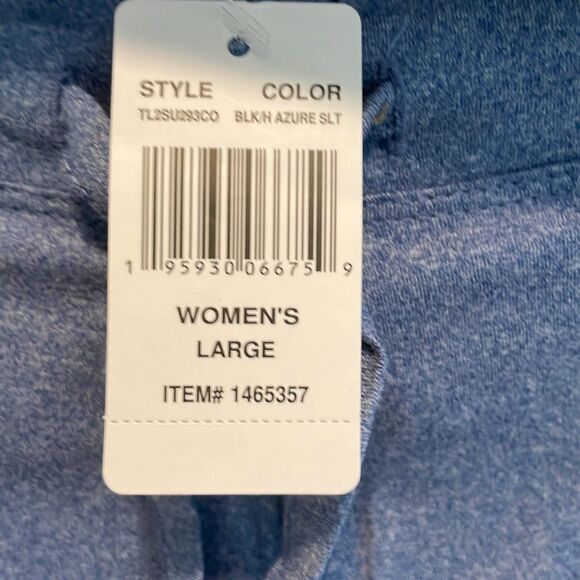 STYLE COLOR
TL2SU293CO BLK/H AZURE SLT
1 95930 06675 9
WOMEN'S
LARGE
ITEM# 1465357